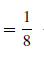 = 1/8